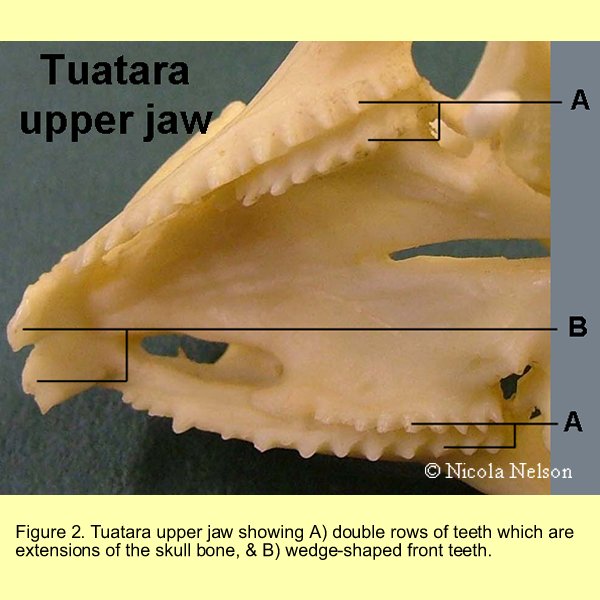 Tuatara
upper jaw
A
B
A
© Nicola Nelson
Figure 2. Tuatara upper jaw showing A) double rows of teeth which are
extensions of the skull bone, & B) wedge-shaped front teeth.